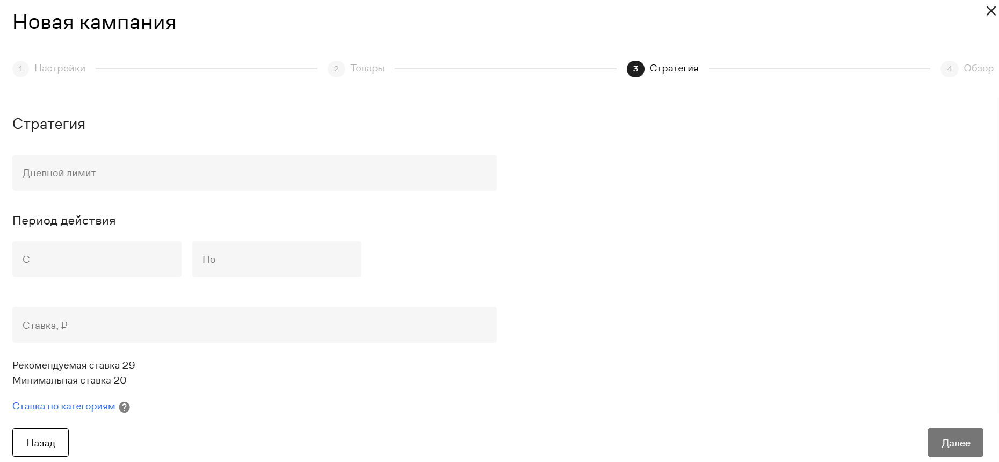 Новая кампания
1 Настройки
2 Товары
3 Стратегия
4 Обзор
Стратегия
Дневной лимит
Период действия
С
По
Ставка, ₽
Рекомендуемая ставка 29
Минимальная ставка 20
Ставка по категориям ?
Назад
Далее